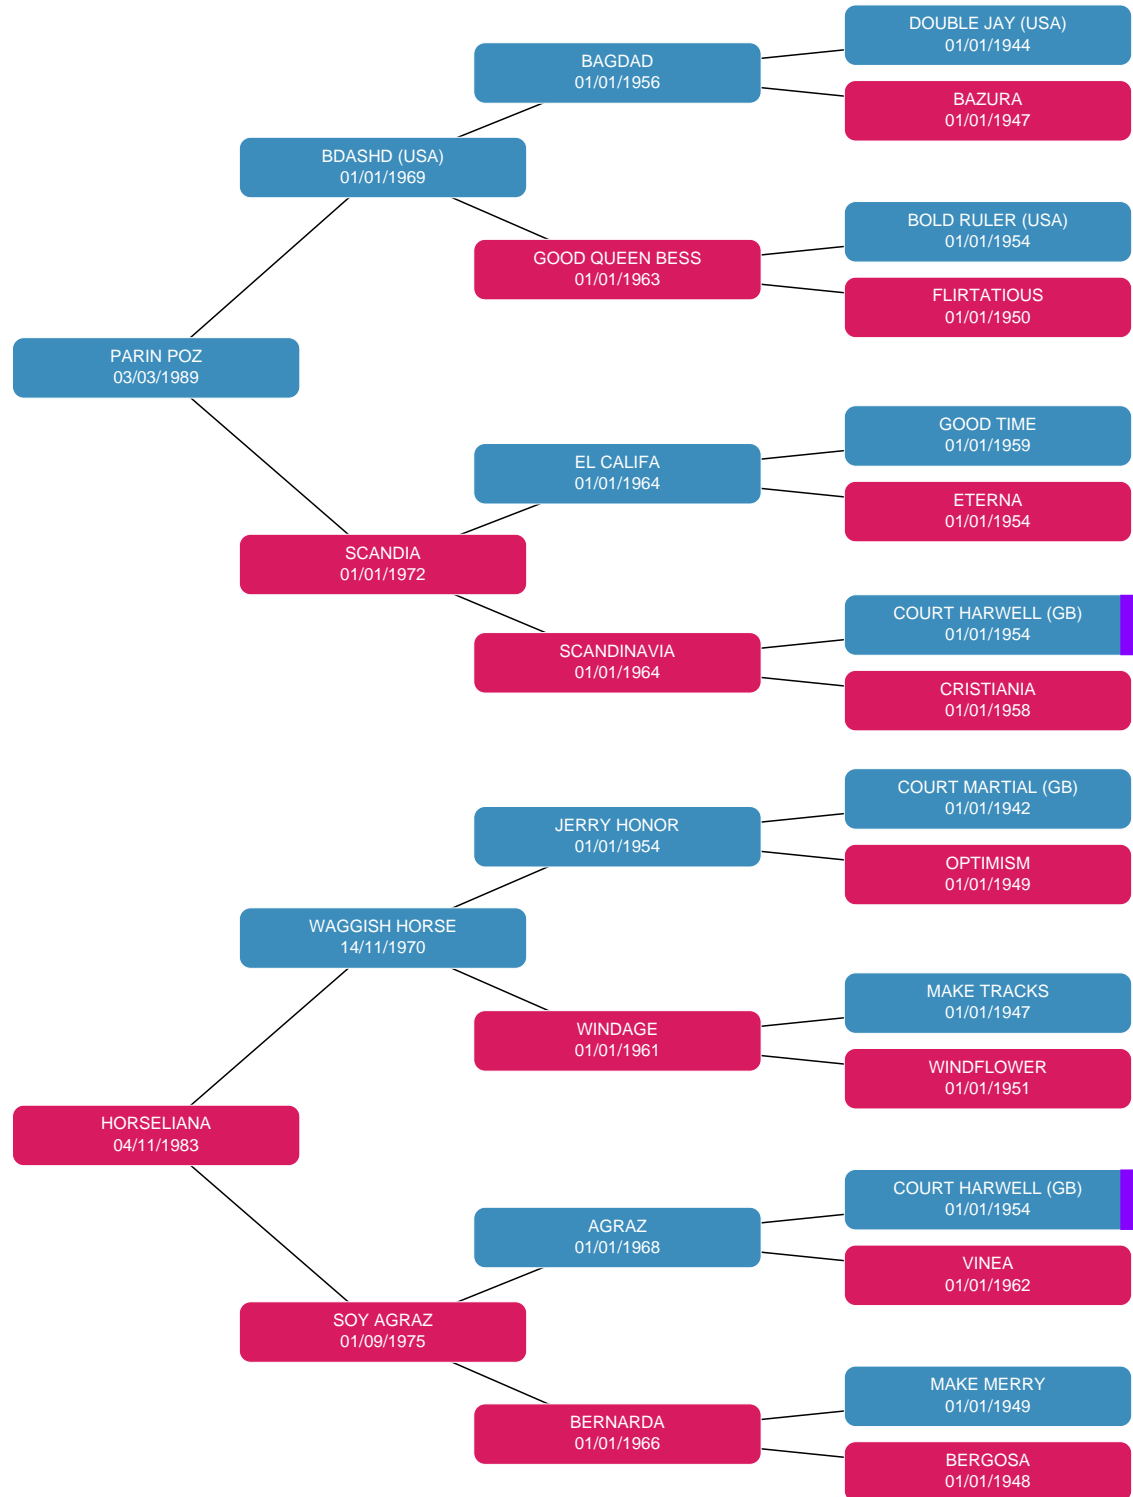 DOUBLE JAY (USA)
01/01/1944
BAGDAD
01/01/1956
BAZURA
01/01/1947
BDASHD (USA)
01/01/1969
BOLD RULER (USA)
01/01/1954
GOOD QUEEN BESS
01/01/1963
FLIRTATIOUS
01/01/1950
PARIN POZ
03/03/1989
GOOD TIME
01/01/1959
EL CALIFA
01/01/1964
ETERNA
01/01/1954
SCANDIA
01/01/1972
COURT HARWELL (GB)
01/01/1954
SCANDINAVIA
01/01/1964
CRISTIANIA
01/01/1958
COURT MARTIAL (GB)
01/01/1942
JERRY HONOR
01/01/1954
OPTIMISM
01/01/1949
WAGGISH HORSE
14/11/1970
MAKE TRACKS
01/01/1947
WINDAGE
01/01/1961
WINDFLOWER
01/01/1951
HORSELIANA
04/11/1983
COURT HARWELL (GB)
01/01/1954
AGRAZ
01/01/1968
VINEA
01/01/1962
SOY AGRAZ
01/09/1975
MAKE MERRY
01/01/1949
BERNARDA
01/01/1966
BERGOSA
01/01/1948